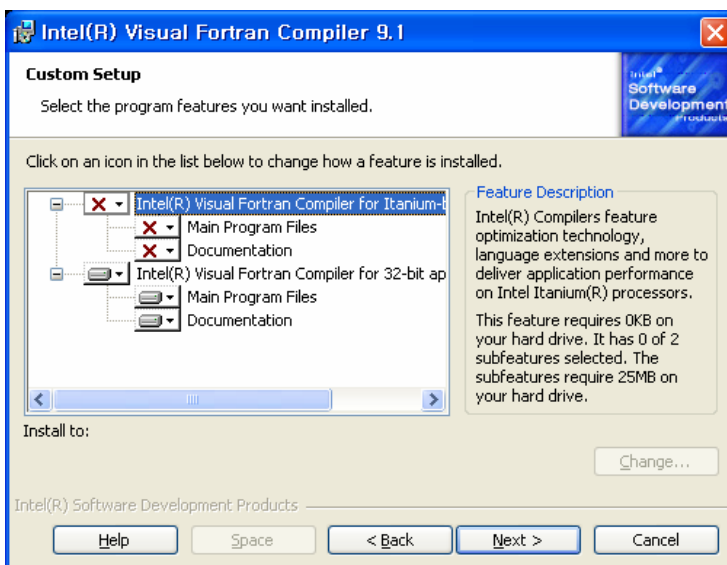 Intel(R) Visual Fortran Compiler 9.1
Custom Setup
Select the program features you want installed.
Intel®
Software
Development
Products
Click on an icon in the list below to change how a feature is installed.
Intel(R) Visual Fortran Compiler for Itanium-b
Main Program Files
Documentation
Intel(R) Visual Fortran Compiler for 32-bit ap
Main Program Files
Documentation
Feature Description
Intel(R) Compilers feature
optimization technology,
language extensions and more to
deliver application performance
on Intel Itanium(R) processors.
This feature requires 0KB on
your hard drive. It has 0 of 2
subfeatures selected. The
subfeatures require 25MB on
your hard drive.
Install to:
Change...
Intel(R) Software Development Products
Help
Space
< Back
Next >
Cancel